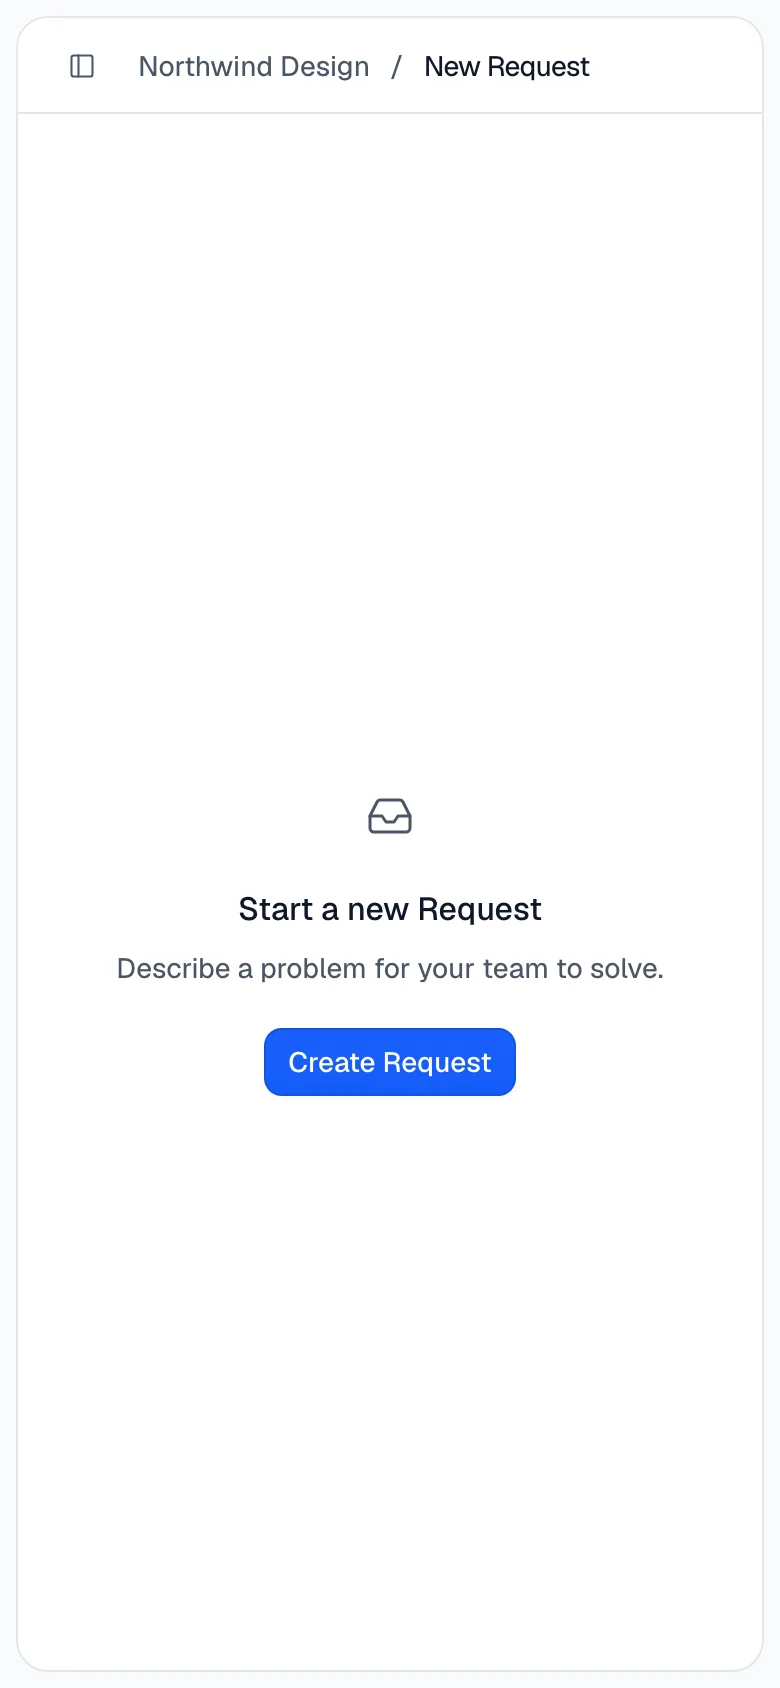 Northwind Design / New Request
Start a new Request
Describe a problem for your team to solve.
Create Request